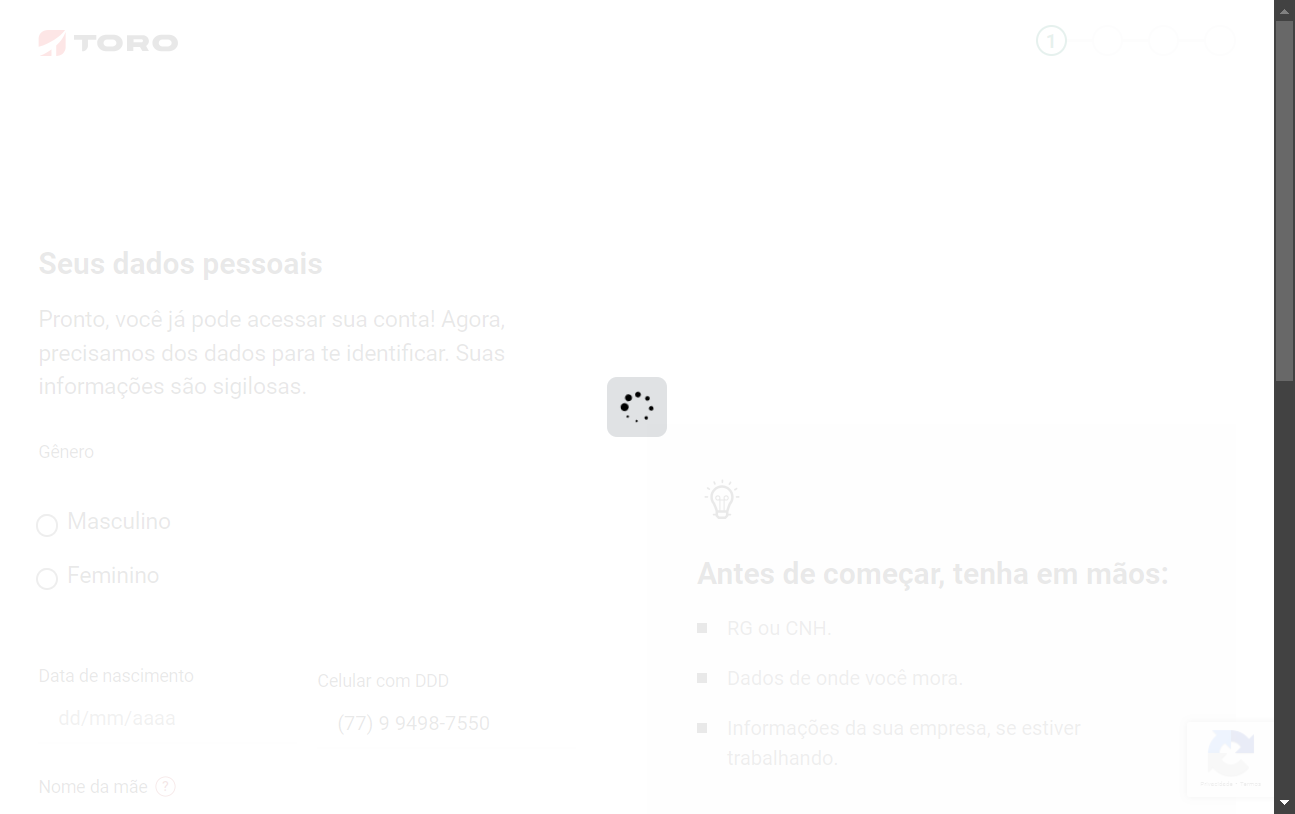 TORO
1
Seus dados pessoais
Pronto, você já pode acessar sua conta! Agora,
precisamos dos dados para te identificar. Suas
informações são sigilosas.
Gênero
Masculino
Feminino
Data de nascimento
dd/mm/aaaa
Celular com DDD
(77) 9 9498-7550
Nome da mãe ?
Antes de começar, tenha em mãos:
RG ou CNH.
Dados de onde você mora.
Informações da sua empresa, se estiver
trabalhando.